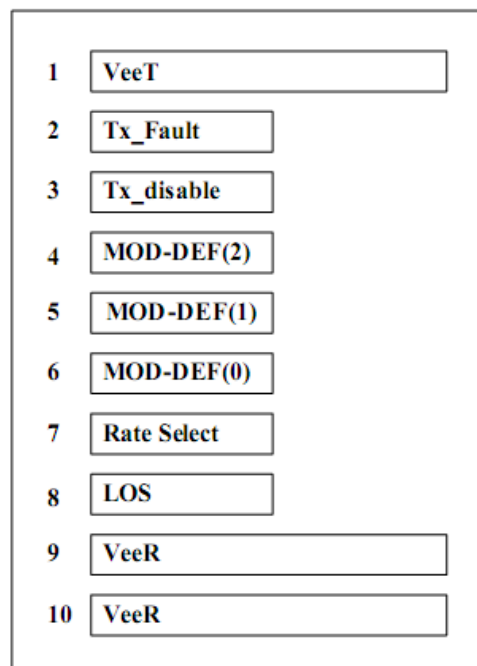 1 VeeT
2 Tx_Fault
3 Tx_disable
4 MOD-DEF(2)
5 MOD-DEF(1)
6 MOD-DEF(0)
7 Rate Select
8 LOS
9 VeeR
10 VeeR